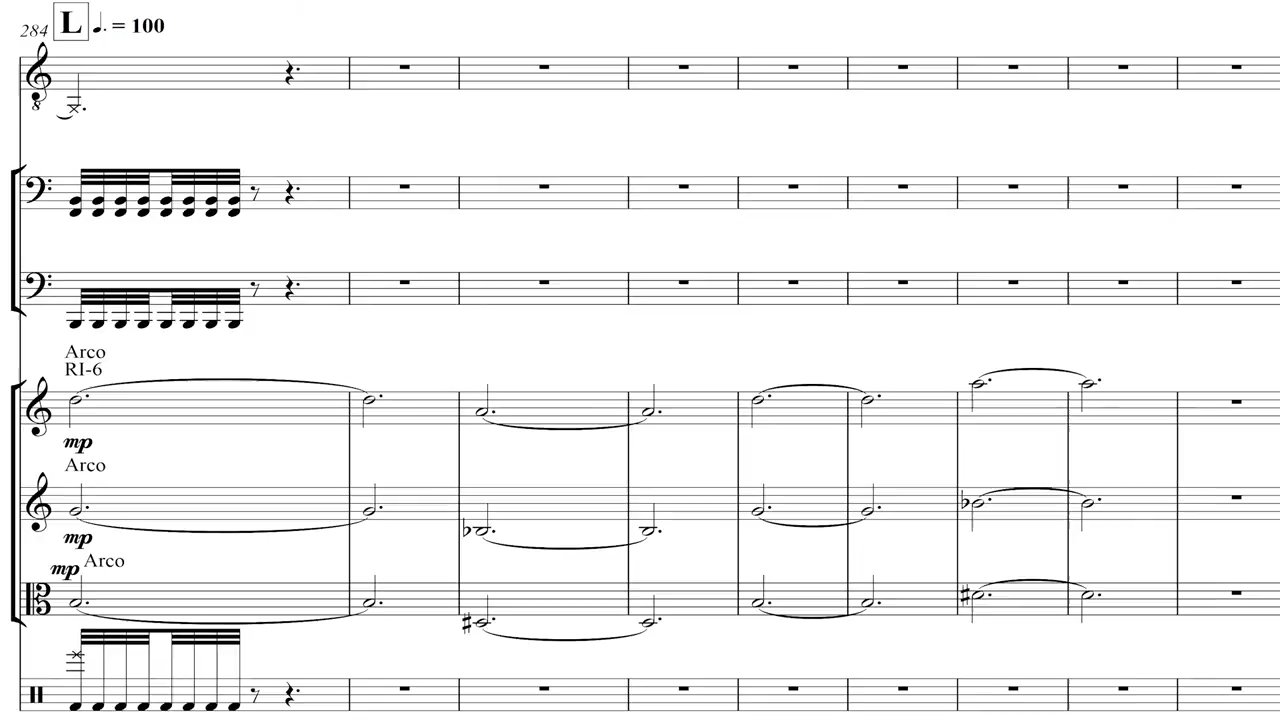 284 L ♩. = 100
8
Arco
RI-6
mp
Arco
mp
mp Arco